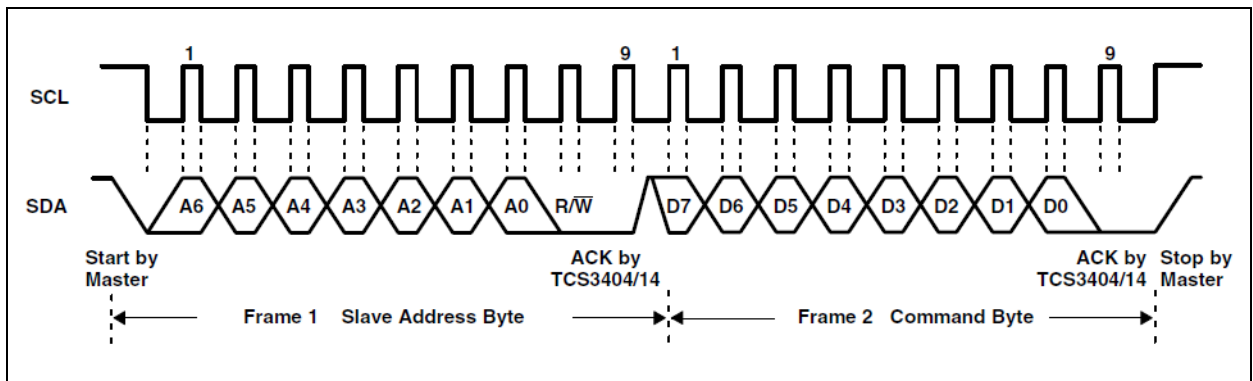 1 9 1 9
SCL
SDA A6 A5 A4 A3 A2 A1 A0 R/W̅ D7 D6 D5 D4 D3 D2 D1 D0
Start by
Master
ACK by
TCS3404/14
ACK by
TCS3404/14
Stop by
Master
Frame 1 Slave Address Byte
Frame 2 Command Byte